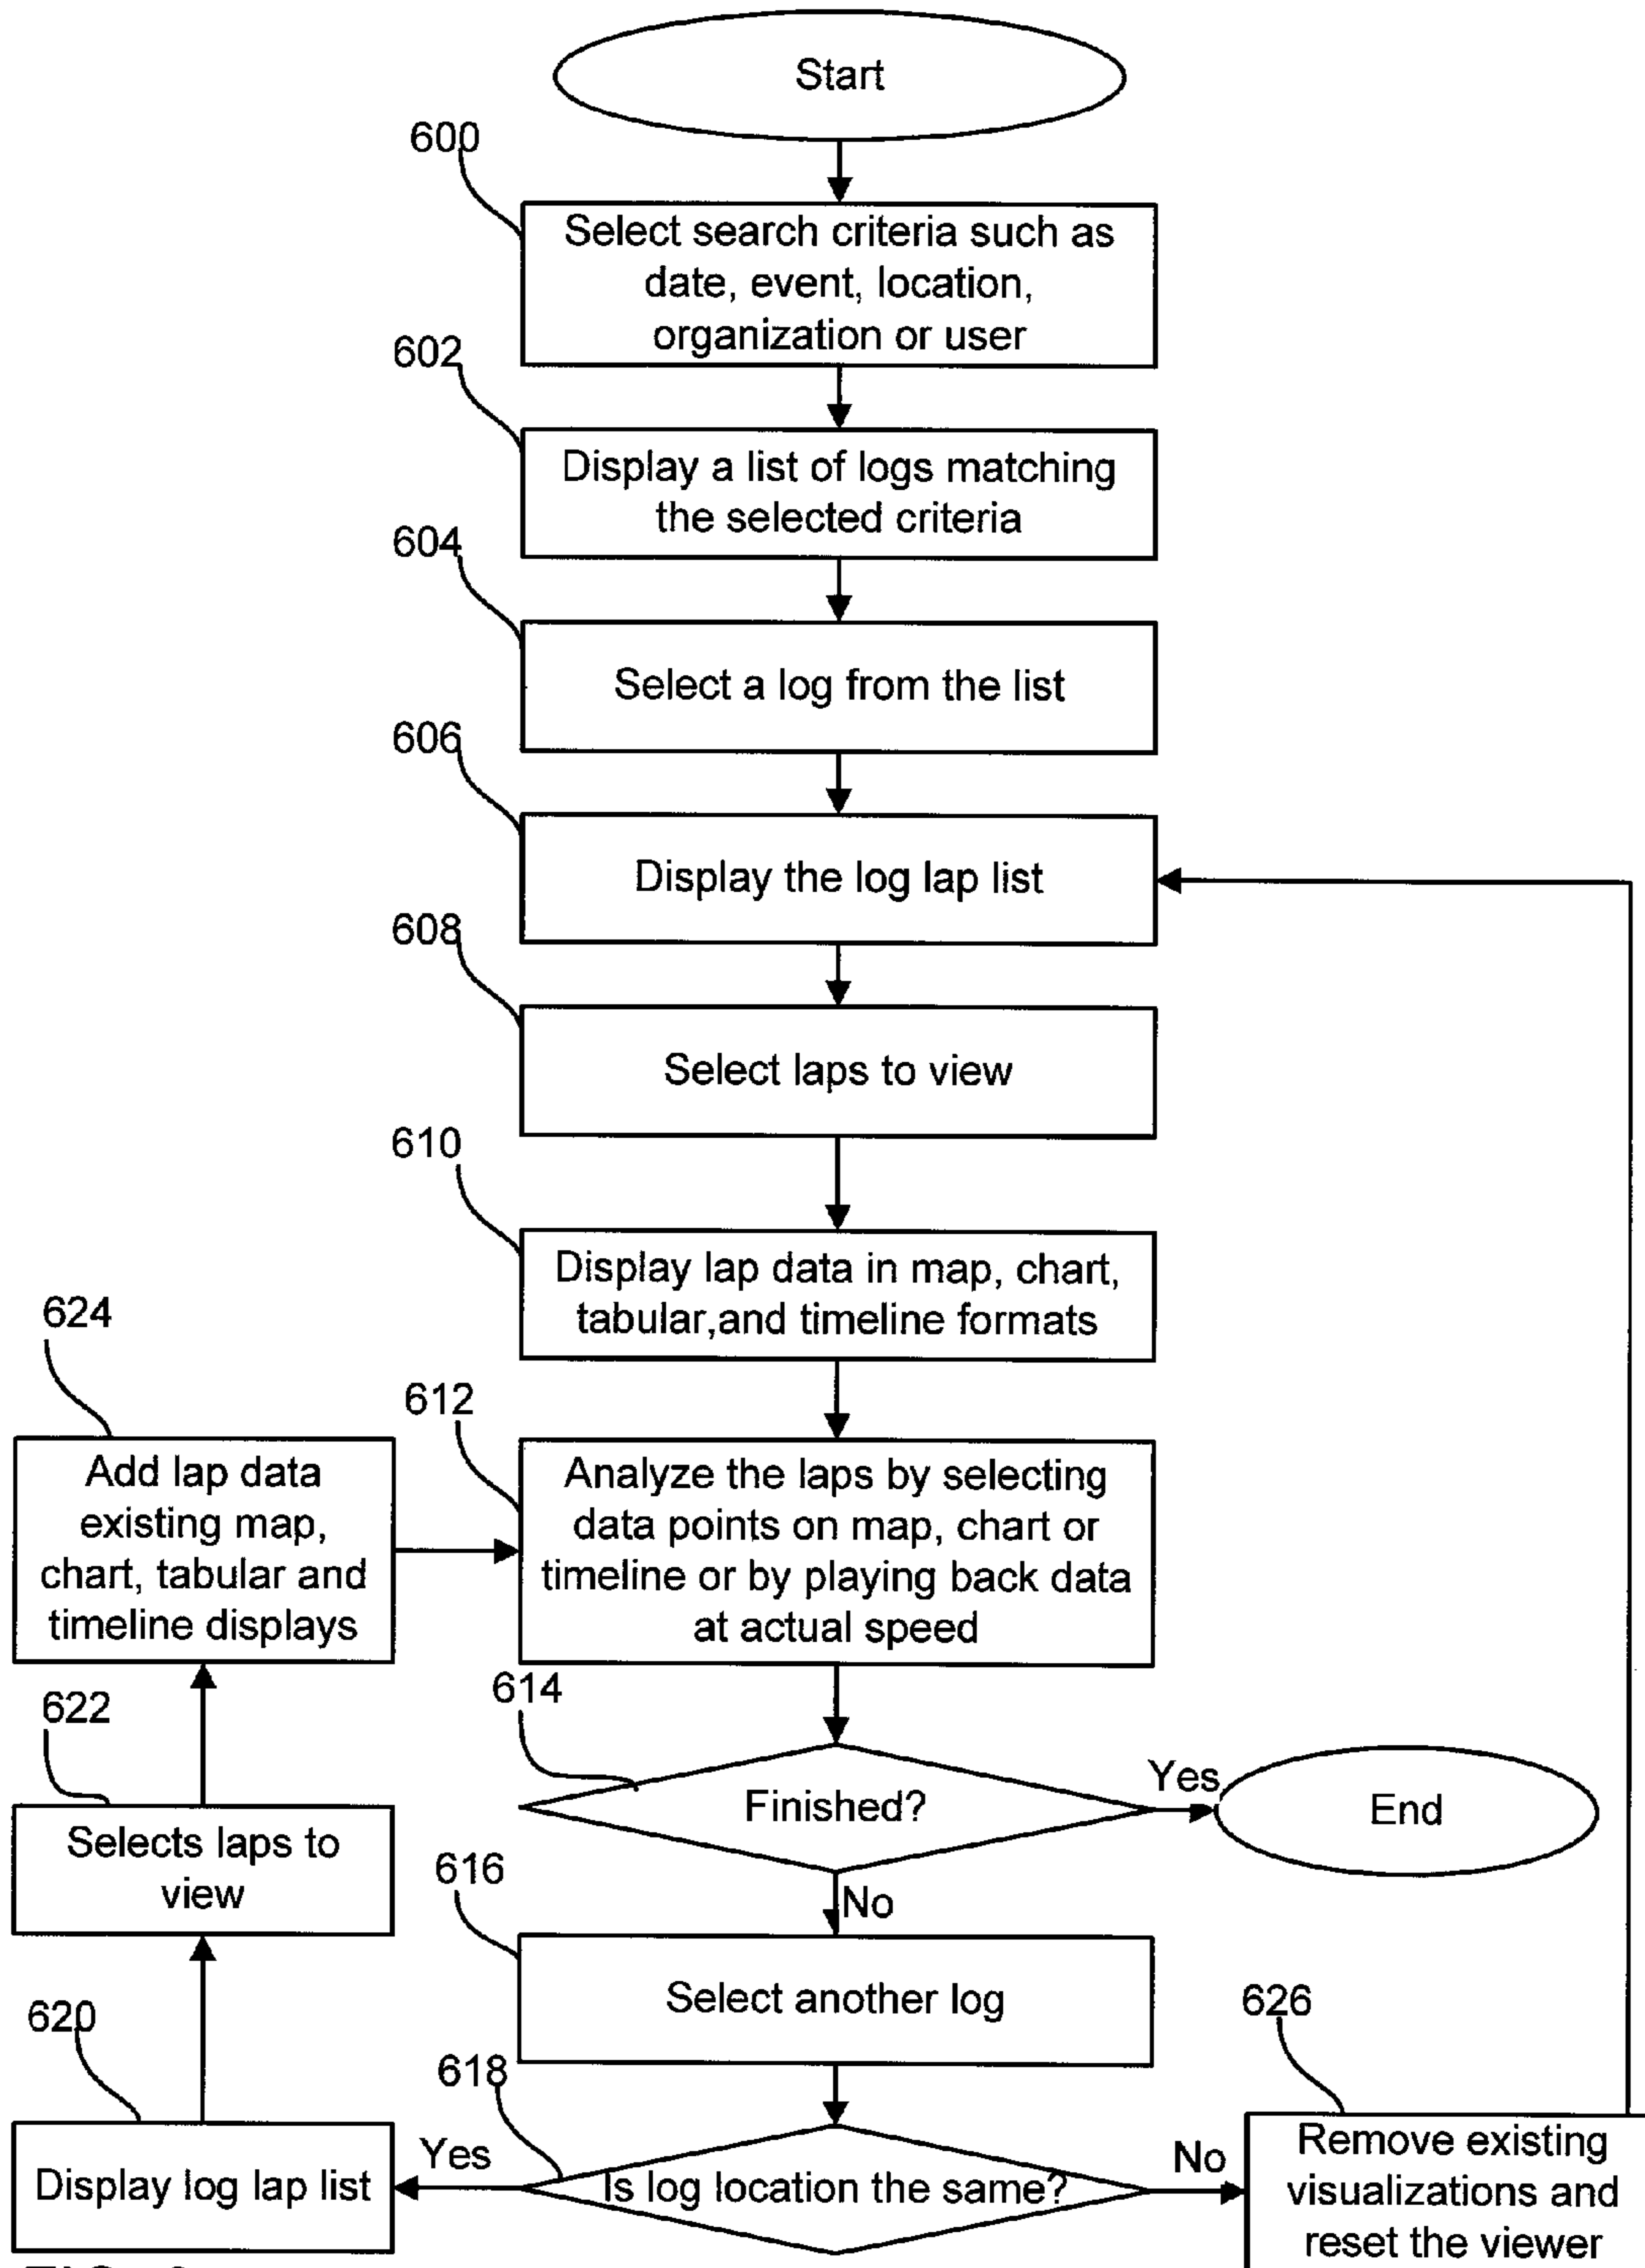 Start
600
Select search criteria such as
date, event, location,
organization or user
602
Display a list of logs matching
the selected criteria
604
Select a log from the list
606
Display the log lap list
608
Select laps to view
610
Display lap data in map, chart,
tabular,and timeline formats
624
612
Add lap data
existing map,
chart, tabular and
timeline displays
Analyze the laps by selecting
data points on map, chart or
timeline or by playing back data
at actual speed
614
622
Finished?
Yes
End
Selects laps to
view
616
No
Select another log
620
618
626
Display log lap list
Yes
Is log location the same?
No
Remove existing
visualizations and
reset the viewer